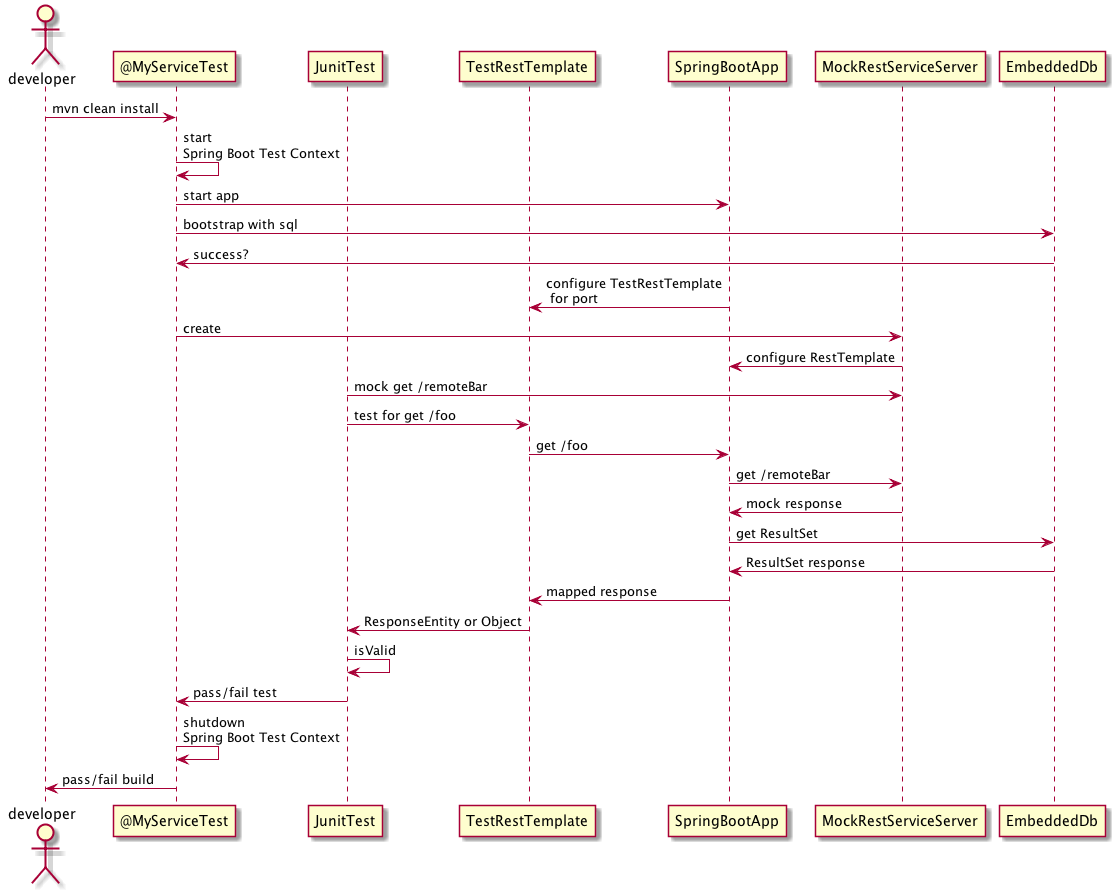 developer
@MyServiceTest
JunitTest
TestRestTemplate
SpringBootApp
MockRestServiceServer
EmbeddedDb
mvn clean install
start
Spring Boot Test Context
start app
bootstrap with sql
success?
configure TestRestTemplate
for port
create
configure RestTemplate
mock get /remoteBar
test for get /foo
get /foo
get /remoteBar
mock response
get ResultSet
ResultSet response
mapped response
ResponseEntity or Object
isValid
pass/fail test
shutdown
Spring Boot Test Context
pass/fail build
developer
@MyServiceTest
JunitTest
TestRestTemplate
SpringBootApp
MockRestServiceServer
EmbeddedDb